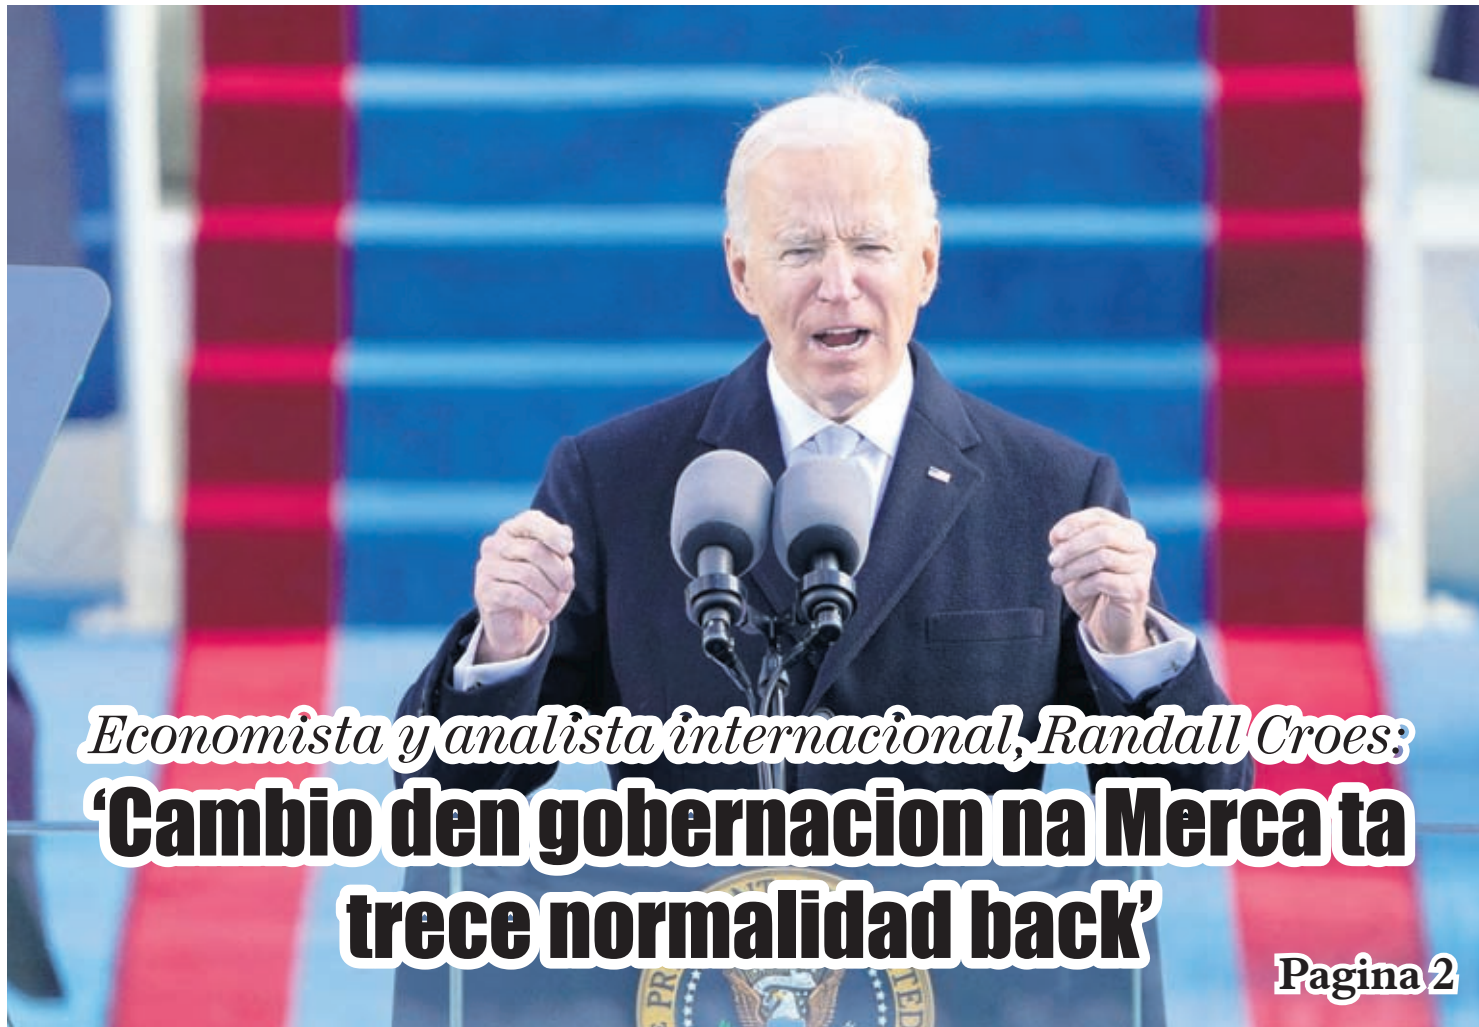 Economista y analista internacional, Randall Croes:
‘Cambio den gobernacion na Merca ta
trece normalidad back’
Pagina 2